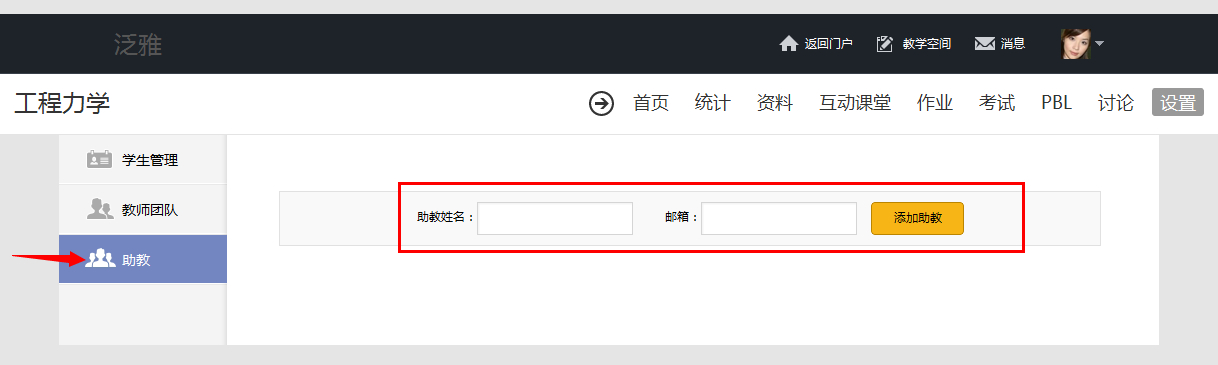 泛雅 返回门户 教学空间 消息
工程力学 首页 统计 资料 互动课堂 作业 考试 PBL 讨论 设置
学生管理
教师团队
助教
助教姓名： 邮箱： 添加助教